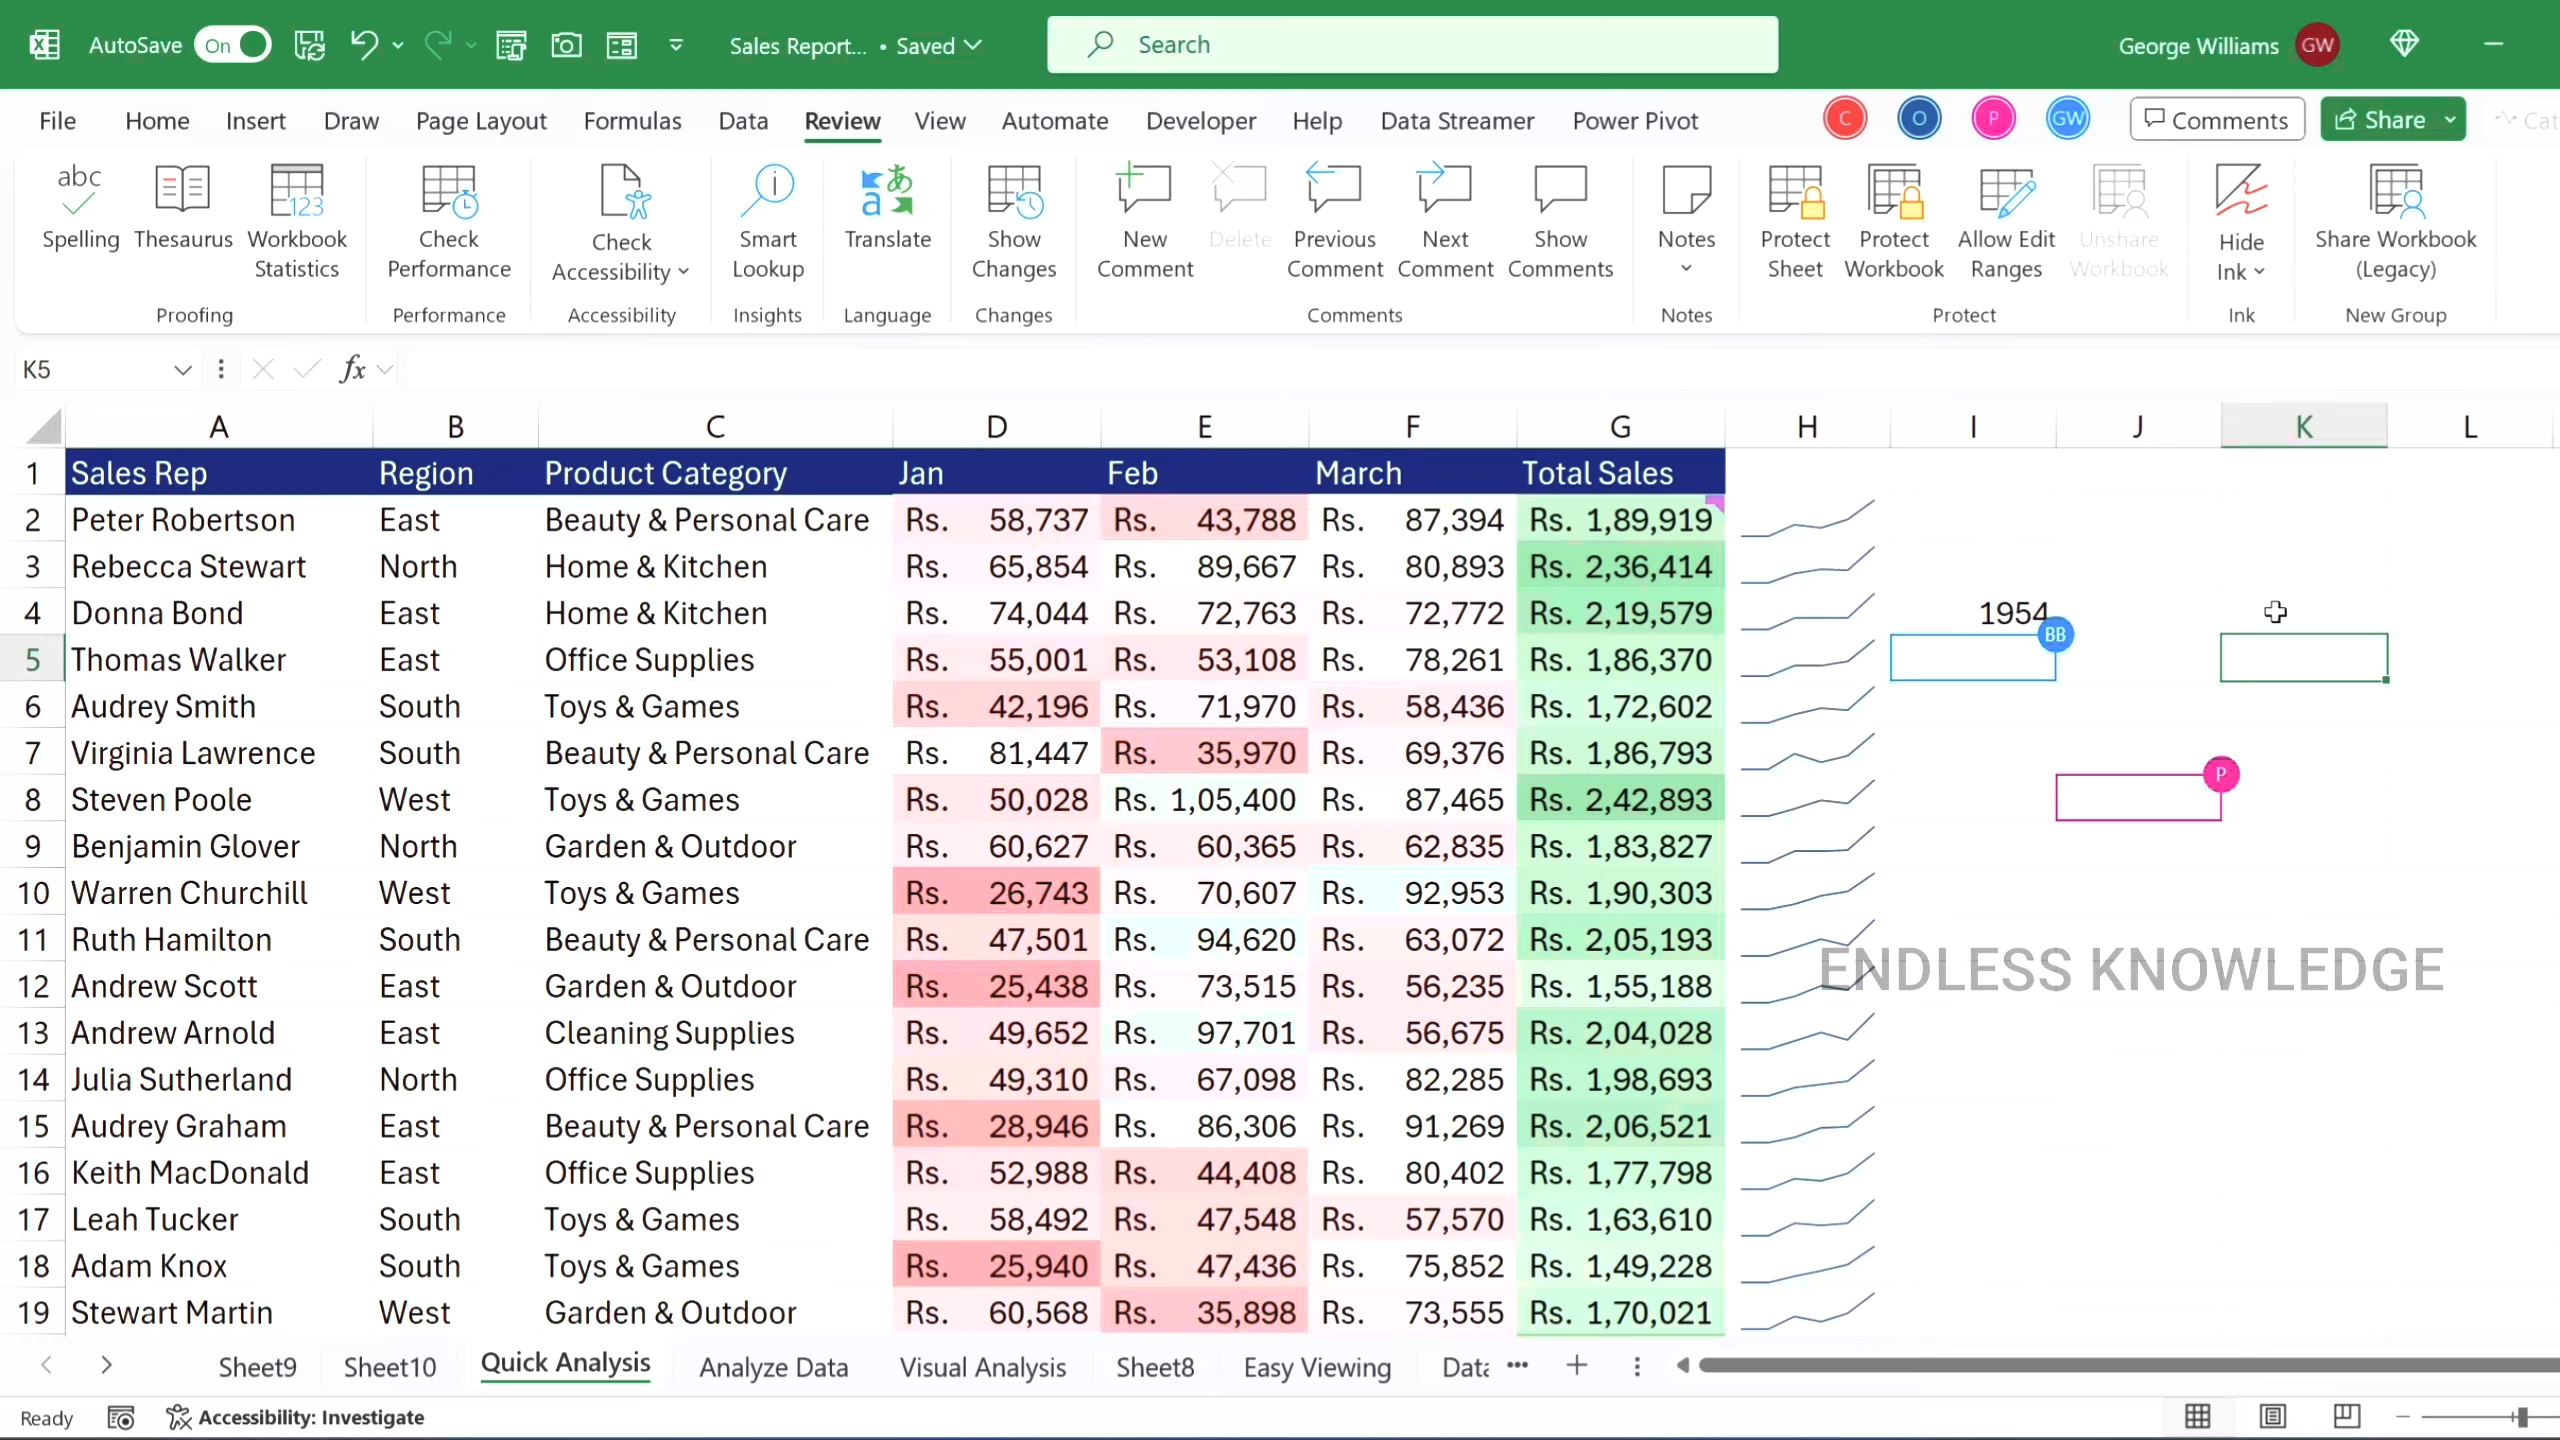 AutoSave On Sales Report... • Saved Search George Williams GW
File Home Insert Draw Page Layout Formulas Data Review View Automate Developer Help Data Streamer Power Pivot C O P GW Comments Share Cat
abc 123
Spelling Thesaurus Workbook Statistics Check Performance Check Accessibility Smart Lookup Translate Show Changes New Comment Delete Previous Comment Next Comment Show Comments Notes Protect Sheet Protect Workbook Allow Edit Ranges Unshare Workbook Hide Ink Share Workbook (Legacy)
Proofing Performance Accessibility Insights Language Changes Comments Notes Protect Ink New Group
K5 fx
A B C D E F G H I J K L
1 Sales Rep Region Product Category Jan Feb March Total Sales
2 Peter Robertson East Beauty & Personal Care Rs. 58,737 Rs. 43,788 Rs. 87,394 Rs. 1,89,919
3 Rebecca Stewart North Home & Kitchen Rs. 65,854 Rs. 89,667 Rs. 80,893 Rs. 2,36,414
4 Donna Bond East Home & Kitchen Rs. 74,044 Rs. 72,763 Rs. 72,772 Rs. 2,19,579 1954
BB
5 Thomas Walker East Office Supplies Rs. 55,001 Rs. 53,108 Rs. 78,261 Rs. 1,86,370
6 Audrey Smith South Toys & Games Rs. 42,196 Rs. 71,970 Rs. 58,436 Rs. 1,72,602
7 Virginia Lawrence South Beauty & Personal Care Rs. 81,447 Rs. 35,970 Rs. 69,376 Rs. 1,86,793
P
8 Steven Poole West Toys & Games Rs. 50,028 Rs. 1,05,400 Rs. 87,465 Rs. 2,42,893
9 Benjamin Glover North Garden & Outdoor Rs. 60,627 Rs. 60,365 Rs. 62,835 Rs. 1,83,827
10 Warren Churchill West Toys & Games Rs. 26,743 Rs. 70,607 Rs. 92,953 Rs. 1,90,303
11 Ruth Hamilton South Beauty & Personal Care Rs. 47,501 Rs. 94,620 Rs. 63,072 Rs. 2,05,193
ENDLESS KNOWLEDGE
12 Andrew Scott East Garden & Outdoor Rs. 25,438 Rs. 73,515 Rs. 56,235 Rs. 1,55,188
13 Andrew Arnold East Cleaning Supplies Rs. 49,652 Rs. 97,701 Rs. 56,675 Rs. 2,04,028
14 Julia Sutherland North Office Supplies Rs. 49,310 Rs. 67,098 Rs. 82,285 Rs. 1,98,693
15 Audrey Graham East Beauty & Personal Care Rs. 28,946 Rs. 86,306 Rs. 91,269 Rs. 2,06,521
16 Keith MacDonald East Office Supplies Rs. 52,988 Rs. 44,408 Rs. 80,402 Rs. 1,77,798
17 Leah Tucker South Toys & Games Rs. 58,492 Rs. 47,548 Rs. 57,570 Rs. 1,63,610
18 Adam Knox South Toys & Games Rs. 25,940 Rs. 47,436 Rs. 75,852 Rs. 1,49,228
19 Stewart Martin West Garden & Outdoor Rs. 60,568 Rs. 35,898 Rs. 73,555 Rs. 1,70,021
Sheet9 Sheet10 Quick Analysis Analyze Data Visual Analysis Sheet8 Easy Viewing Data ...
Ready Accessibility: Investigate